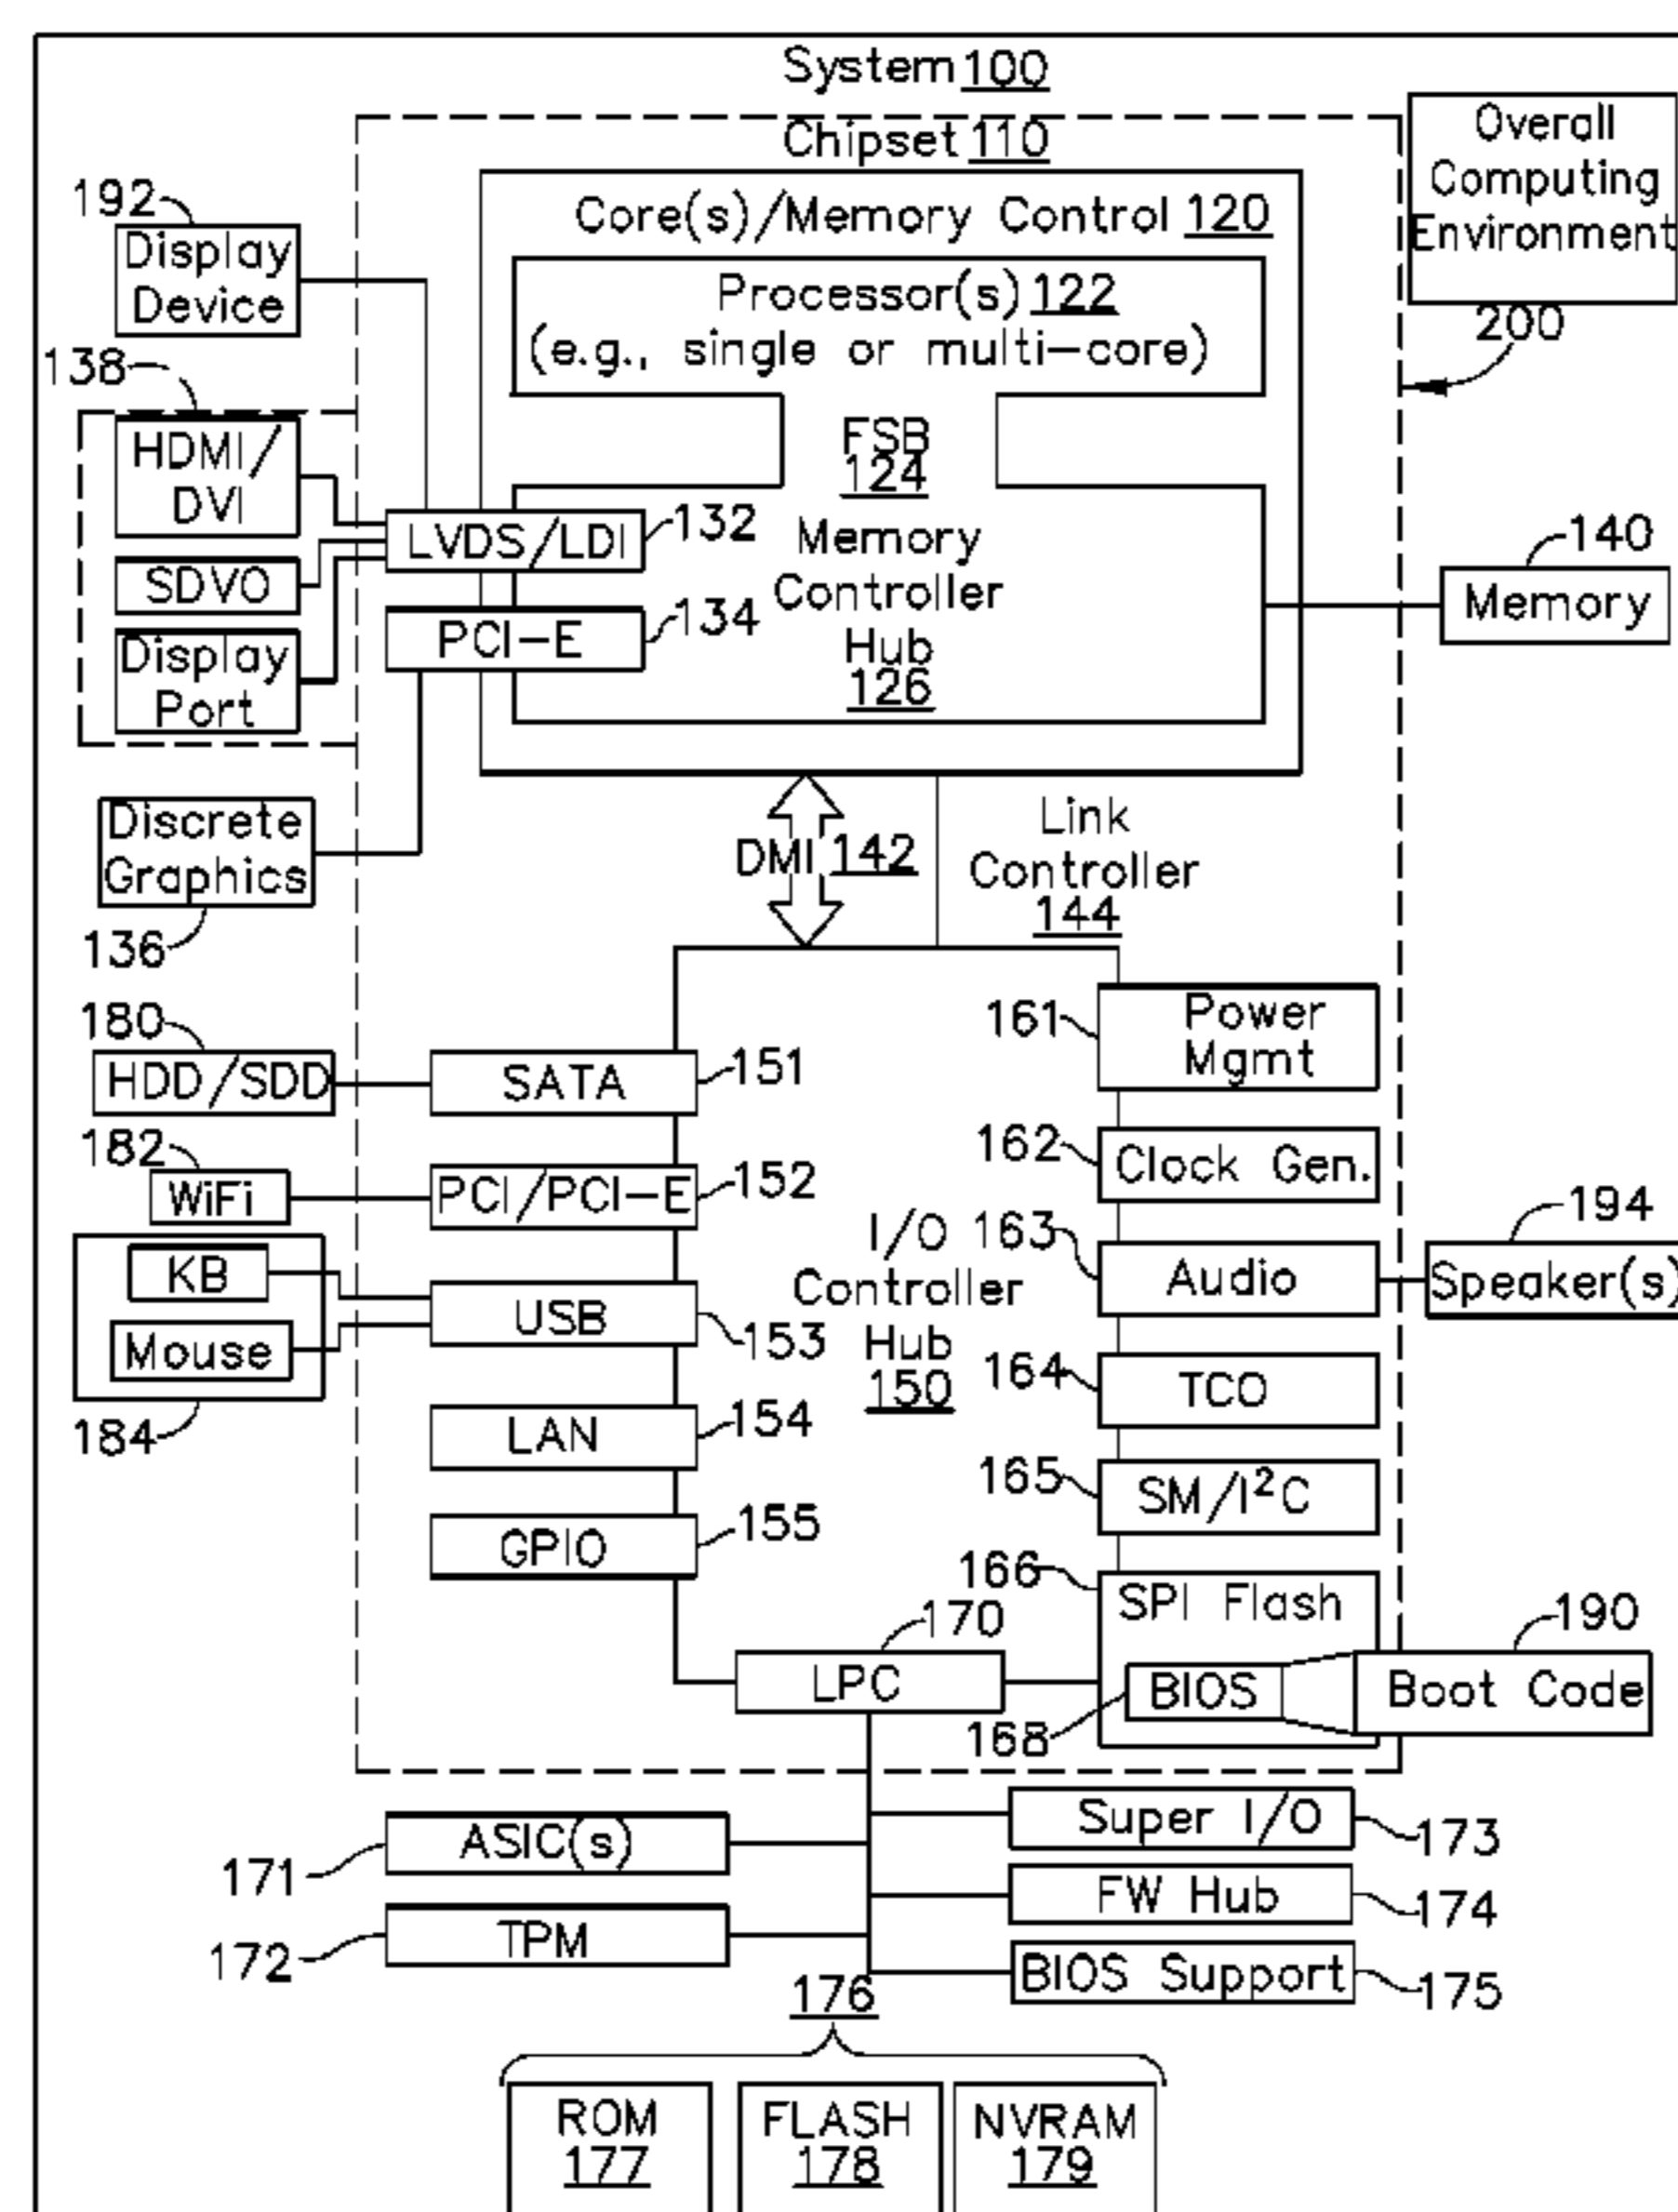 System 100
Chipset 110
Overall
Computing
Environment
200
Core(s)/Memory Control 120
Processor(s) 122
(e.g., single or multi-core)
FSB
124
Memory
Controller
Hub
126
192
Display
Device
138
HDMI/
DVI
SDVO
Display
Port
LVDS/LDI
132
PCI-E
134
140
Memory
Discrete
Graphics
136
DMI 142
Link
Controller
144
180
HDD/SDD
SATA
151
182
WiFi
PCI/PCI-E
152
KB
Mouse
184
USB
153
LAN
154
GPIO
155
I/O
Controller
Hub
150
161
Power
Mgmt
162
Clock Gen.
163
Audio
194
Speaker(s)
164
TCO
165
SM/I²C
166
SPI Flash
168
BIOS
190
Boot Code
170
LPC
171
ASIC(s)
172
TPM
Super I/O
173
FW Hub
174
BIOS Support
175
176
ROM
177
FLASH
178
NVRAM
179